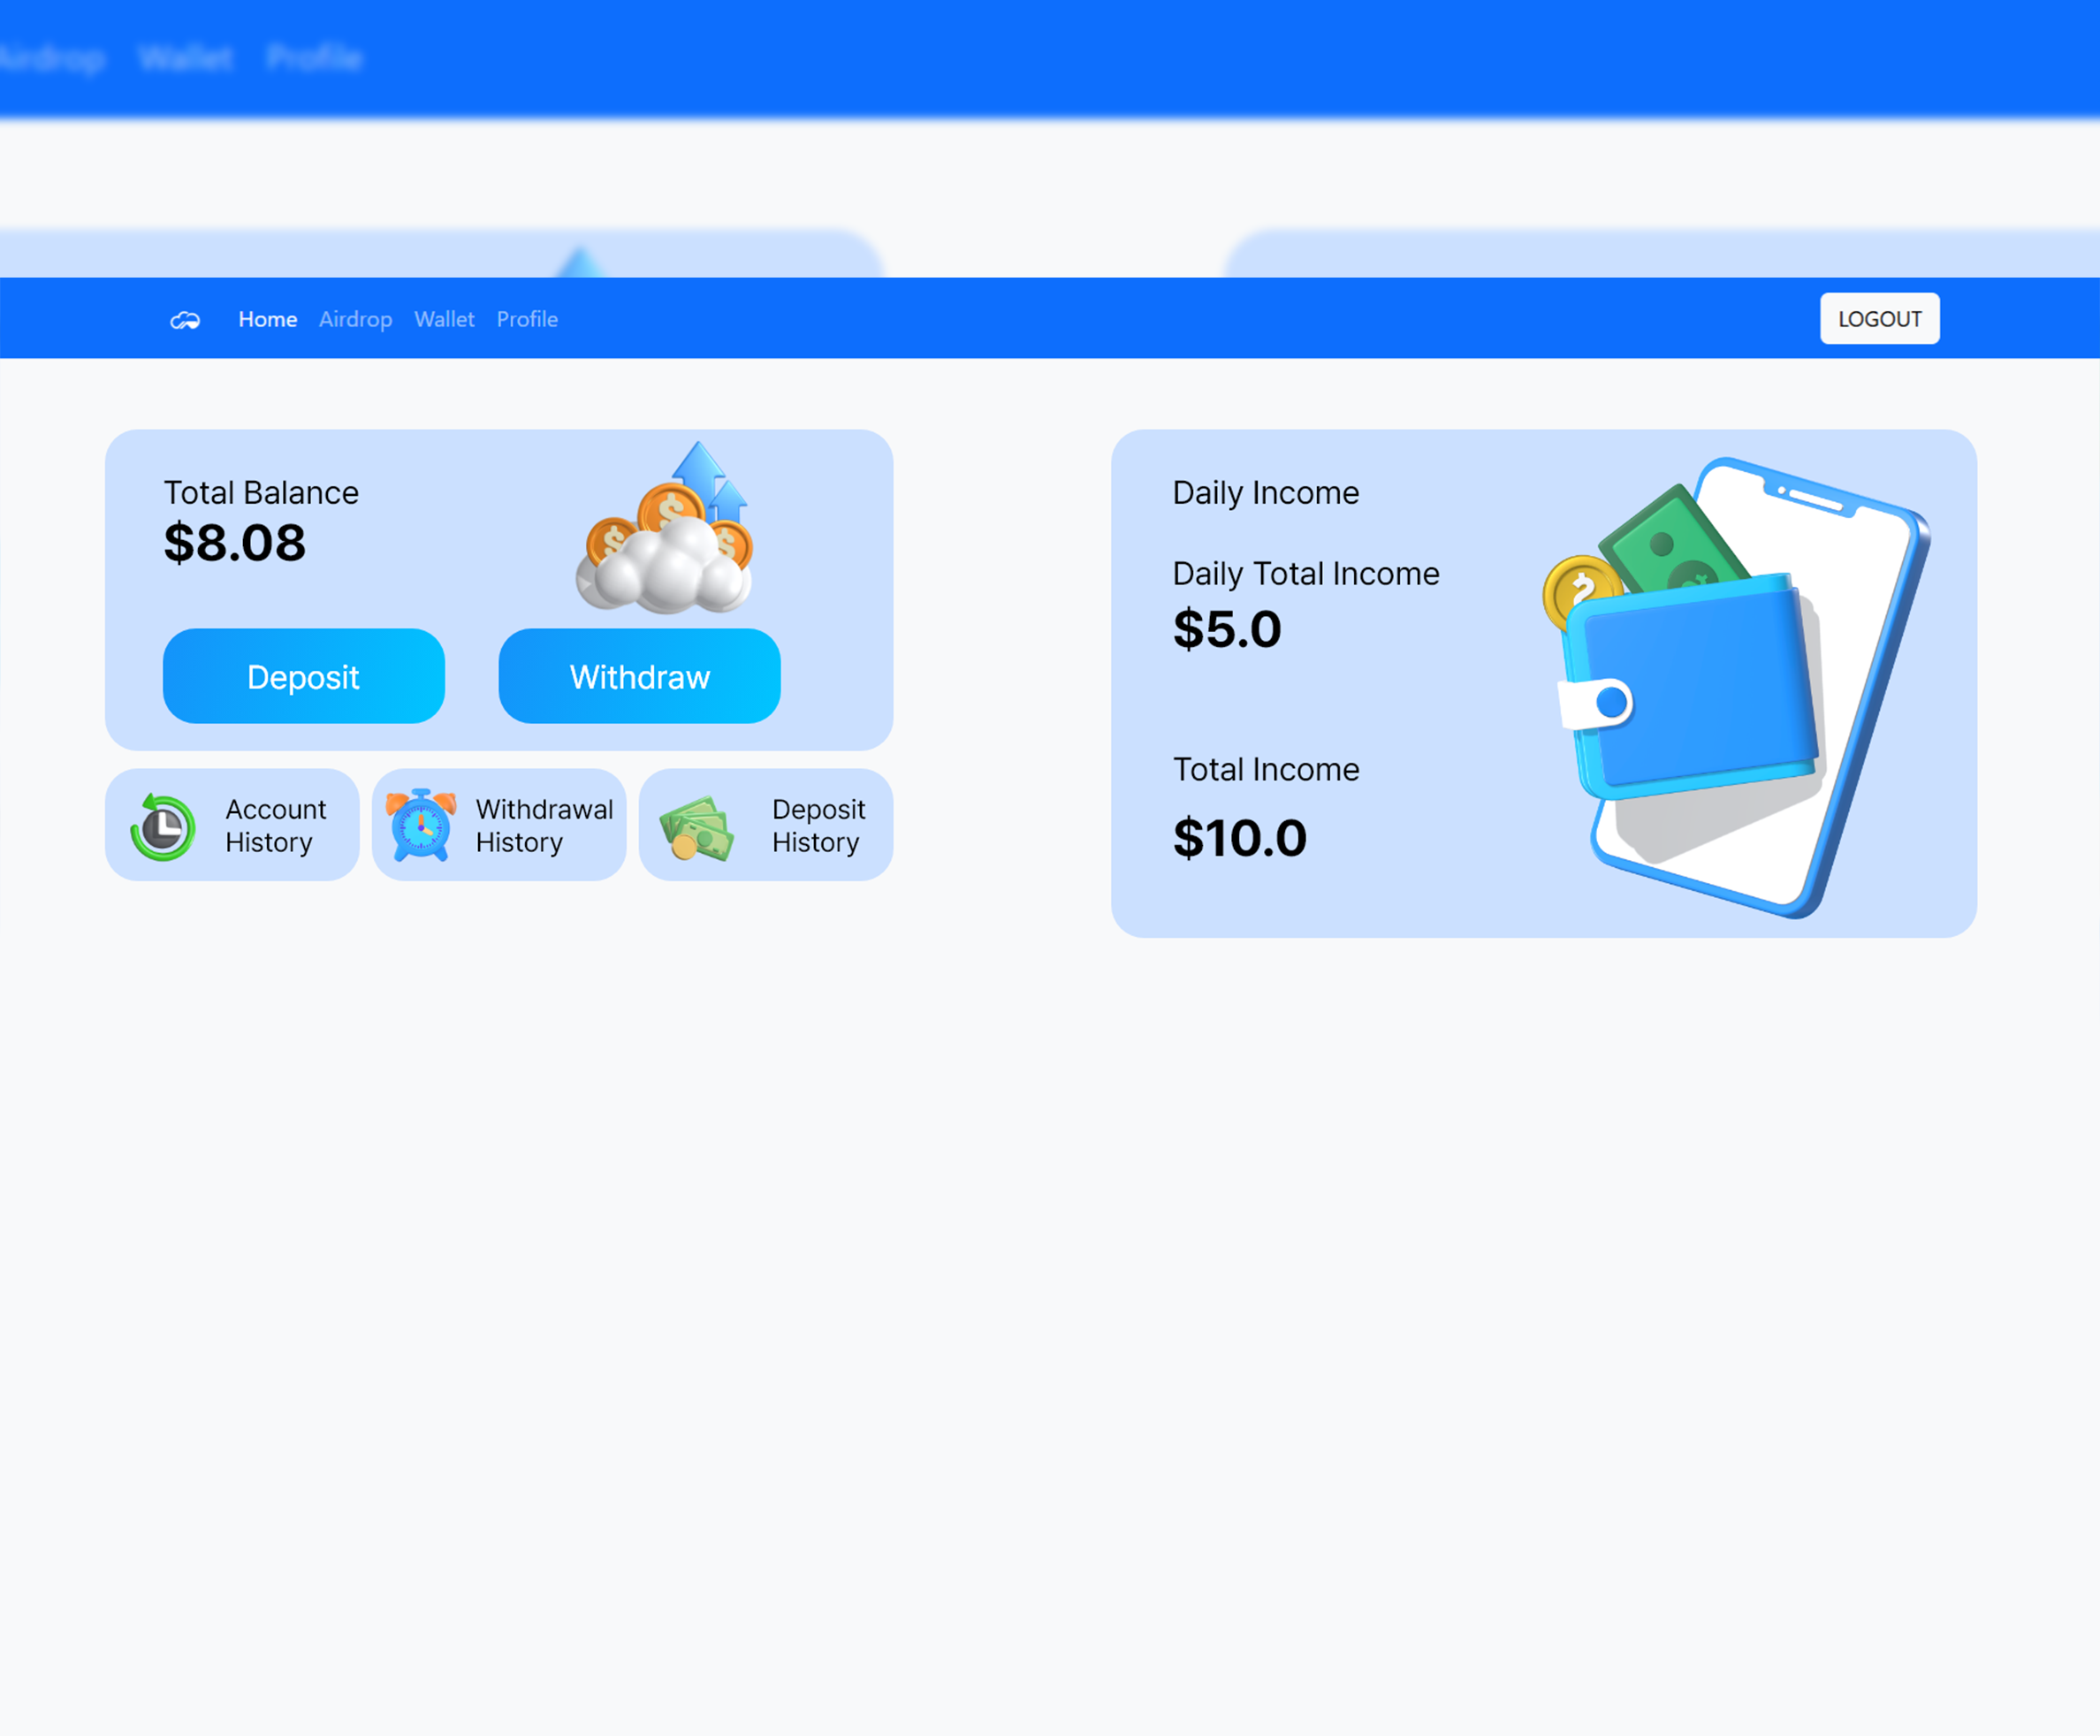 Airdrop Wallet Profile
Home Airdrop Wallet Profile LOGOUT
Total Balance
$8.08
Deposit Withdraw
Account
History
Withdrawal
History
Deposit
History
Daily Income
Daily Total Income
$5.0
Total Income
$10.0